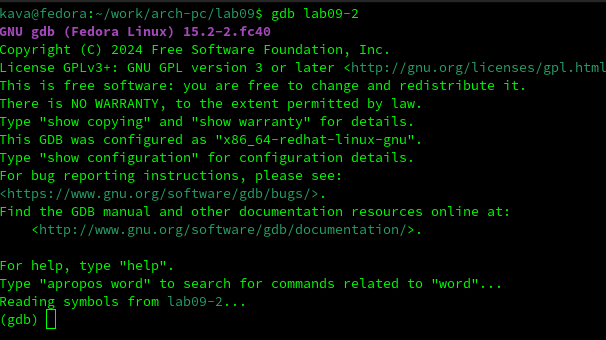 kava@fedora:~/work/arch-pc/lab09$ gdb lab09-2
GNU gdb (Fedora Linux) 15.2-2.fc40
Copyright (C) 2024 Free Software Foundation, Inc.
License GPLv3+: GNU GPL version 3 or later <http://gnu.org/licenses/gpl.html
This is free software: you are free to change and redistribute it.
There is NO WARRANTY, to the extent permitted by law.
Type "show copying" and "show warranty" for details.
This GDB was configured as "x86_64-redhat-linux-gnu".
Type "show configuration" for configuration details.
For bug reporting instructions, please see:
<https://www.gnu.org/software/gdb/bugs/>.
Find the GDB manual and other documentation resources online at:
    <http://www.gnu.org/software/gdb/documentation/>.

For help, type "help".
Type "apropos word" to search for commands related to "word"...
Reading symbols from lab09-2...
(gdb)